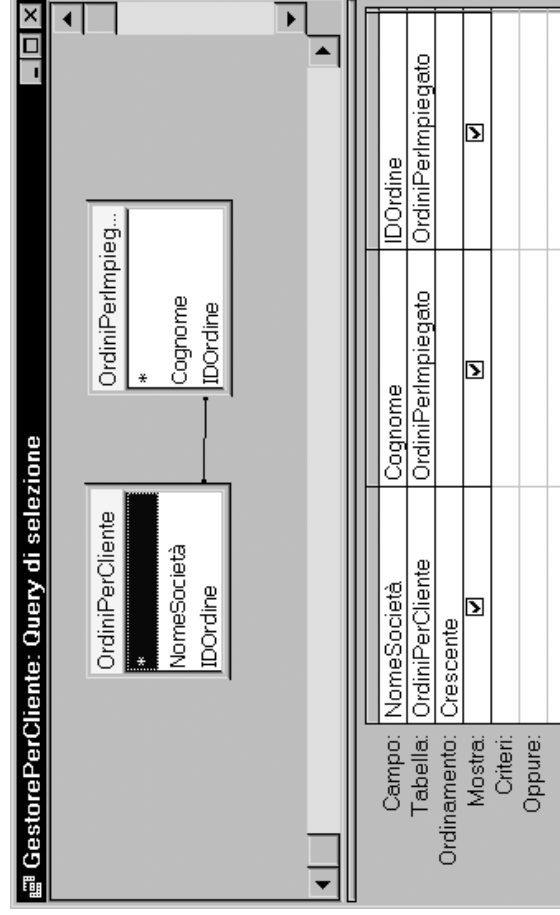 GestorePerCliente: Query di selezione
OrdiniPerCliente
*
NomeSocietà
IDOrdine
OrdiniPerImpieg...
*
Cognome
IDOrdine
Campo: NomeSocietà Cognome IDOrdine
Tabella: OrdiniPerCliente OrdiniPerImpiegato OrdiniPerImpiegato
Ordinamento: Crescente
Mostra:
Criteri:
Oppure: